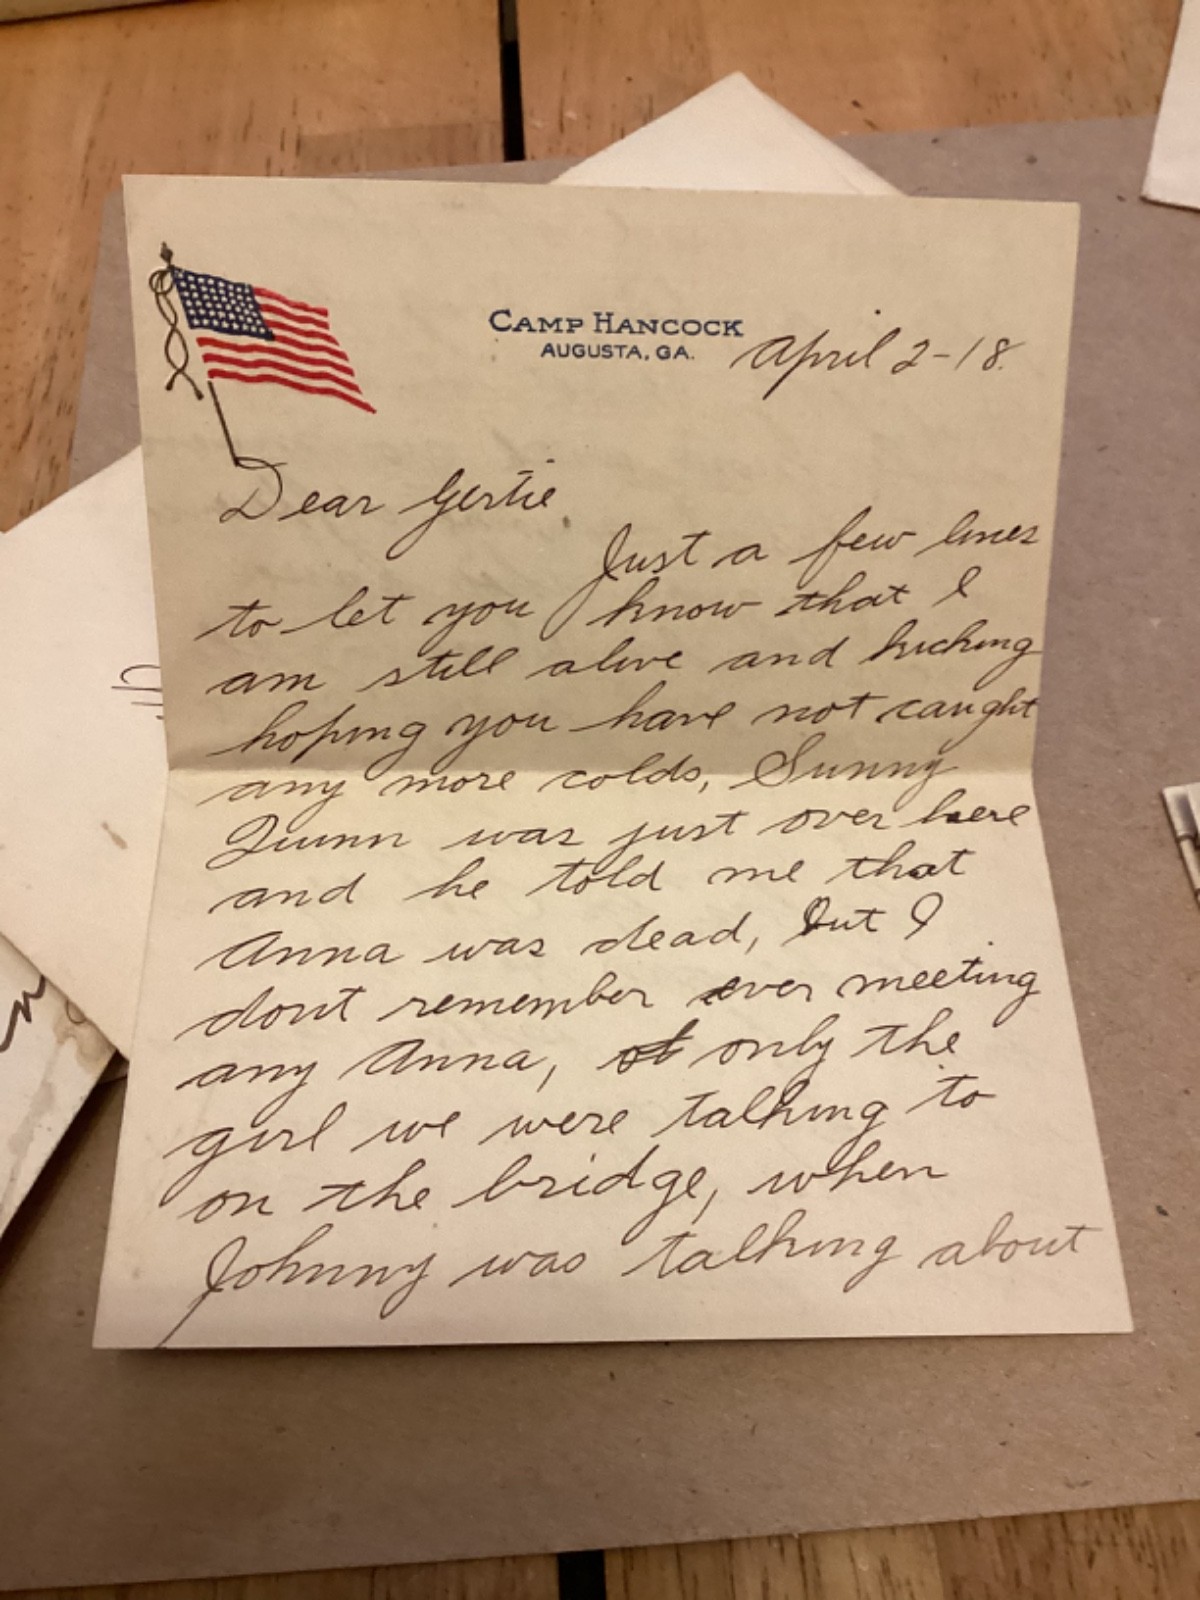 CAMP HANCOCK
AUGUSTA, GA.
April 2-18.
Dear Gertie
Just a few lines
to let you know that I
am still alive and kicking
hoping you have not caught
any more colds, Sunny
Quinn was just over here
and he told me that
Anna was dead, but I
dont remember ever meeting
any Anna, only the
girl we were talking to
on the bridge, when
Johnny was talking about